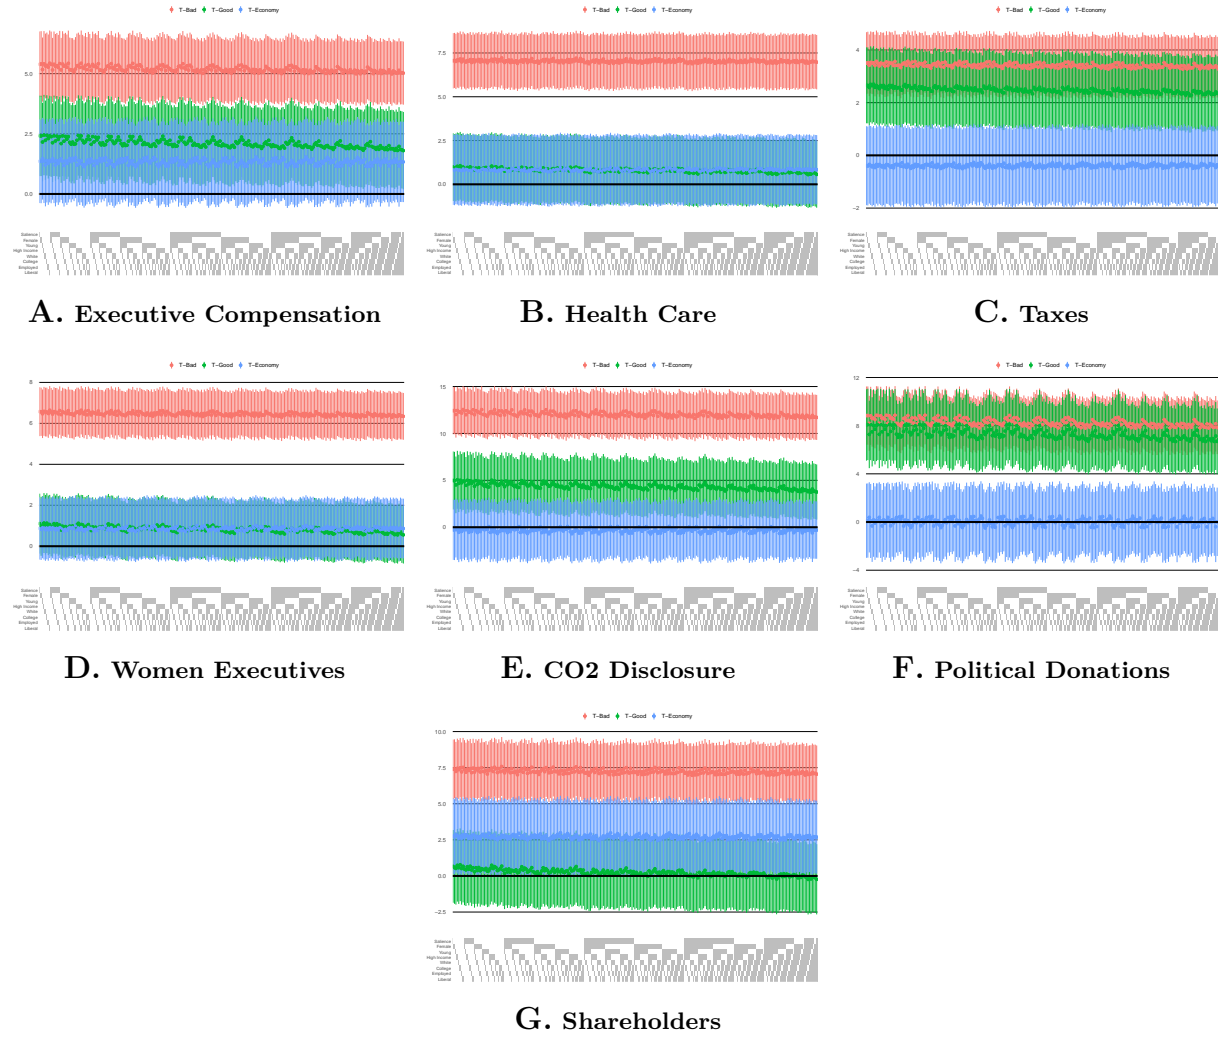 T-Bad T-Good T-Economy
5.0
2.5
0.0
Salience
Female
Young
High Income
White
College
Employed
Liberal
A. Executive Compensation
T-Bad T-Good T-Economy
7.5
5.0
2.5
0.0
Salience
Female
Young
High Income
White
College
Employed
Liberal
B. Health Care
T-Bad T-Good T-Economy
4
2
0
−2
Salience
Female
Young
High Income
White
College
Employed
Liberal
C. Taxes
T-Bad T-Good T-Economy
8
6
4
2
0
Salience
Female
Young
High Income
White
College
Employed
Liberal
D. Women Executives
T-Bad T-Good T-Economy
15
10
5
0
Salience
Female
Young
High Income
White
College
Employed
Liberal
E. CO2 Disclosure
T-Bad T-Good T-Economy
12
8
4
0
−4
Salience
Female
Young
High Income
White
College
Employed
Liberal
F. Political Donations
T-Bad T-Good T-Economy
10.0
7.5
5.0
2.5
0.0
−2.5
Salience
Female
Young
High Income
White
College
Employed
Liberal
G. Shareholders